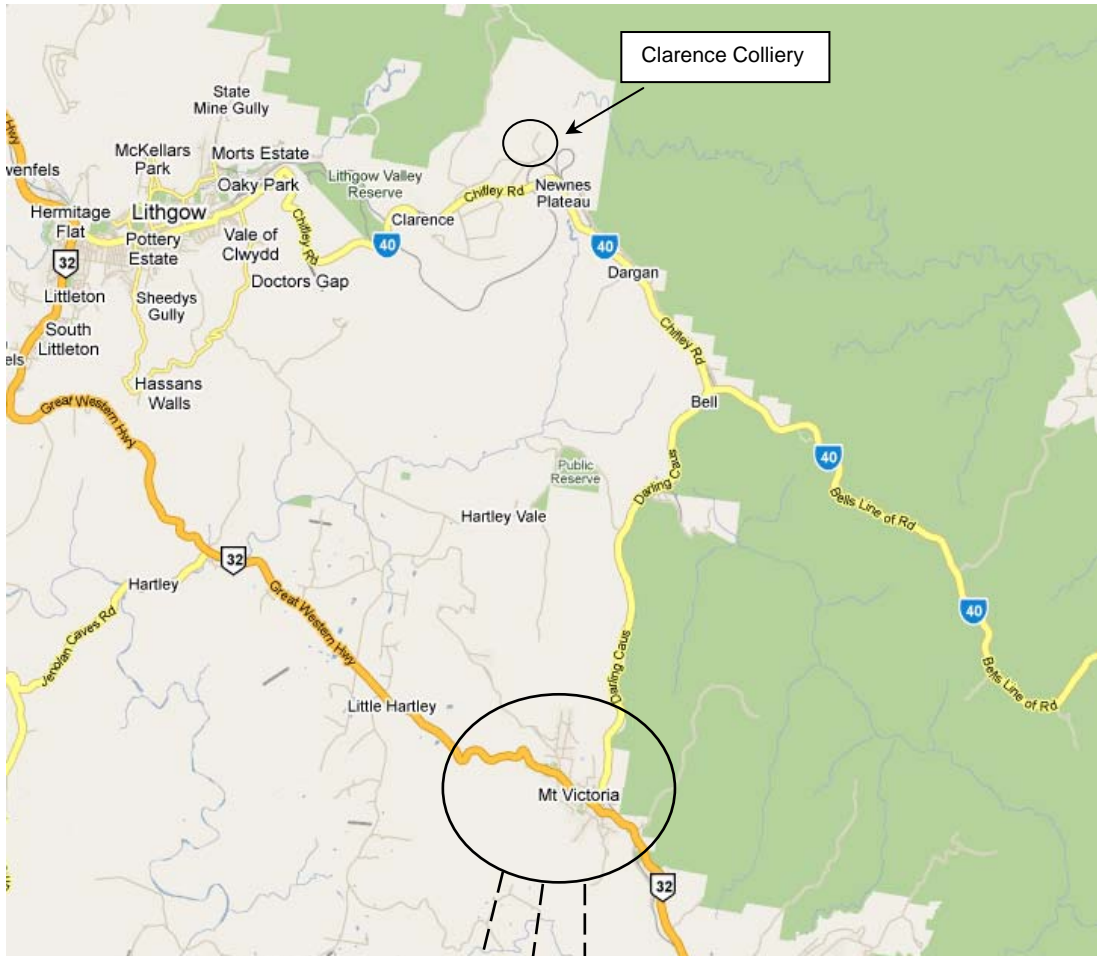 Clarence Colliery
State
Mine Gully
Hwy
wenfels
McKellars
Park
Morts Estate
Oaky Park
Lithgow Valley
Reserve
Chifley Rd
Newnes
Plateau
Hermitage
Flat
Lithgow
Clarence
Pottery
Estate
Vale of
Clwydd
Chifley Rd
40
40
32
Doctors Gap
Dargan
Littleton
Sheedys
Gully
South
Littleton
els
Chifley Rd
Hassans
Walls
Great Western Hwy
Bell
40
Public
Reserve
Darling Caus
Bells Line of Rd
Hartley Vale
32
Hartley
Great Western Hwy
40
Jenolan Caves Rd
Darling Caus
Bells Line of Rd
Little Hartley
Mt Victoria
32